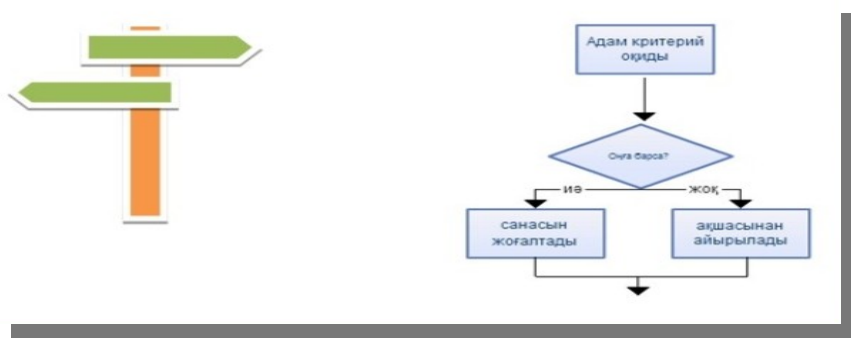 Адам критерий
оқиды
Оңға барса?
иә
жоқ
санасын
жоғалтады
ақшасынан
айырылады